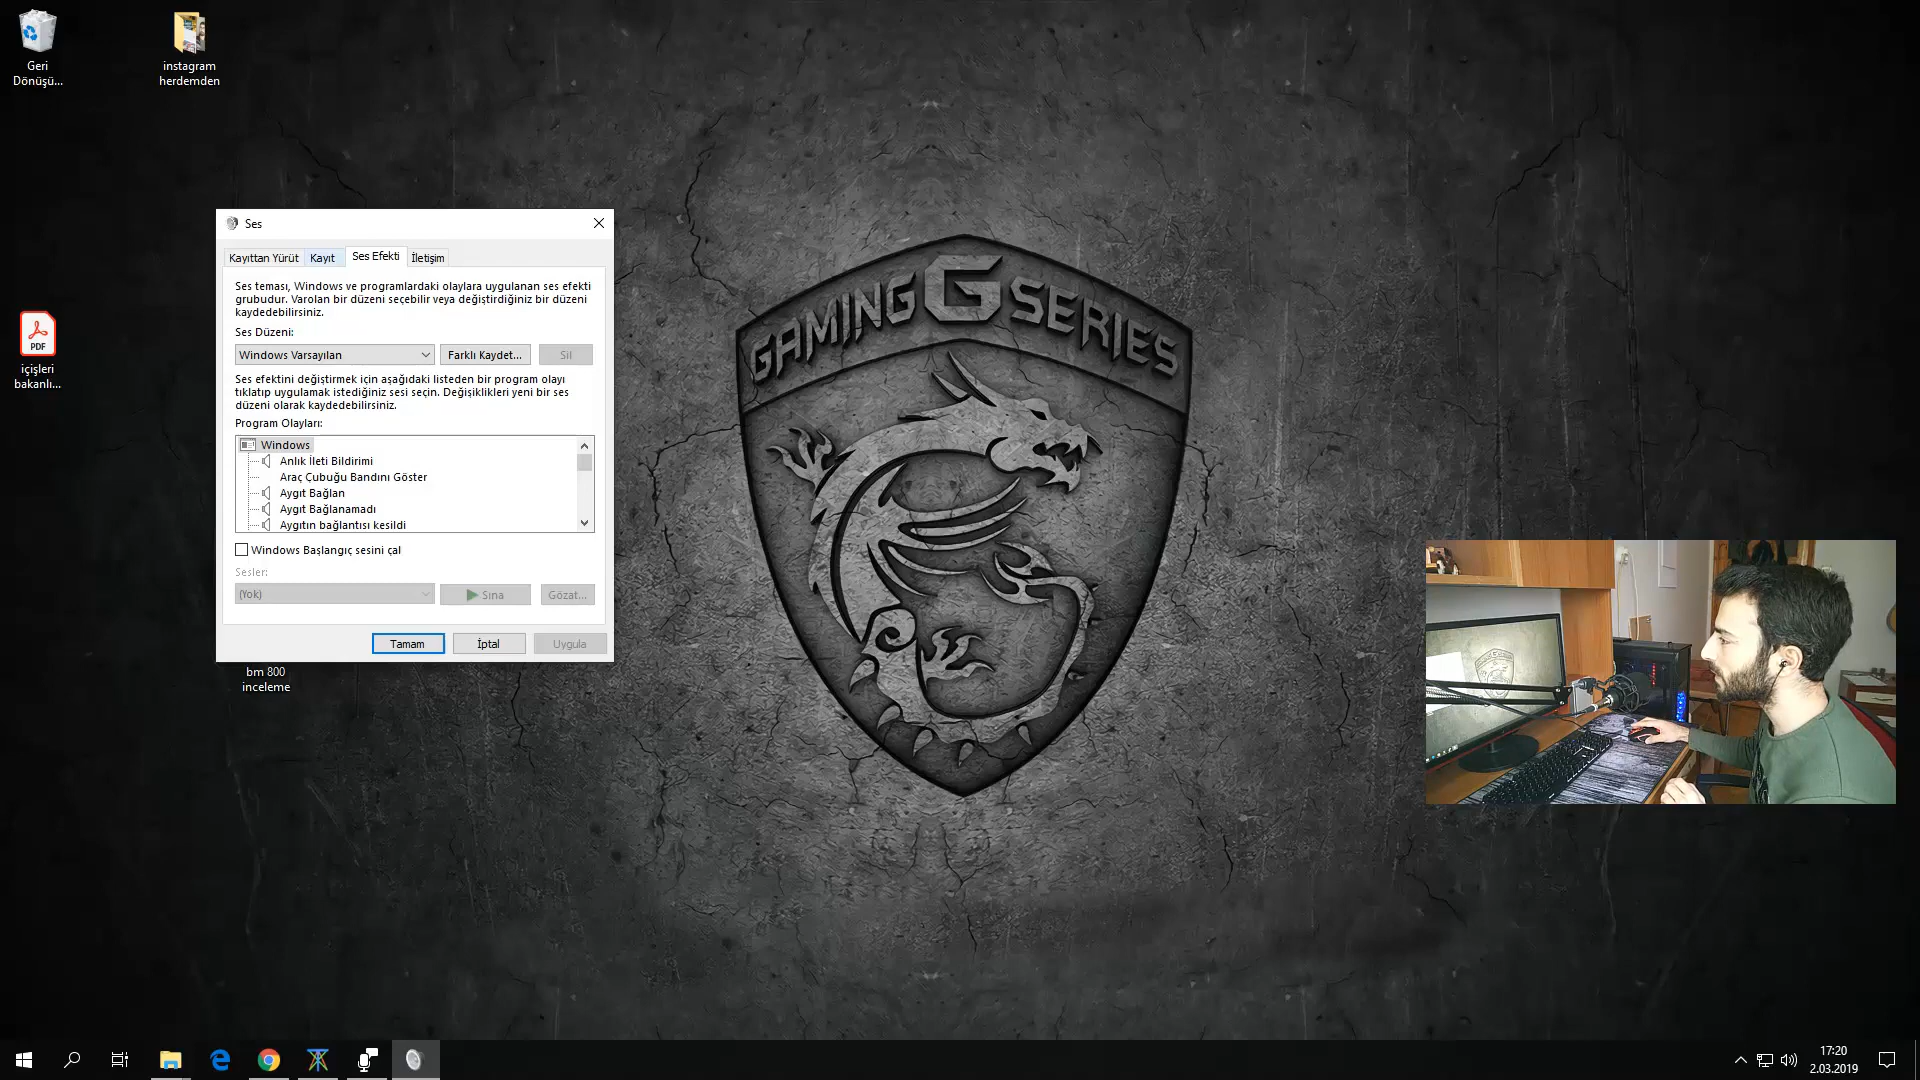 Geri
Dönüşü...
instagram
herdemden
GAMING G SERIES
Ses
Kayıttan Yürüt
Kayıt
Ses Efekti
İletişim
Ses teması, Windows ve programlardaki olaylara uygulanan ses efekti
grubudur. Varolan bir düzeni seçebilir veya değiştirdiğiniz bir düzeni
kaydedebilirsiniz.
Ses Düzeni:
Windows Varsayılan
Farklı Kaydet...
Sil
Ses efektini değiştirmek için aşağıdaki listeden bir program olayı
tıklatıp uygulamak istediğiniz sesi seçin. Değişiklikleri yeni bir ses
düzeni olarak kaydedebilirsiniz.
Program Olayları:
Windows
Anlık İleti Bildirimi
Araç Çubuğu Bandını Göster
Aygıt Bağlan
Aygıt Bağlanamadı
Aygıtın bağlantısı kesildi
Windows Başlangıç sesini çal
Sesler:
(Yok)
Sına
Gözat...
Tamam
İptal
Uygula
PDF
içişleri
bakanlı...
bm 800
inceleme
17:20
2.03.2019